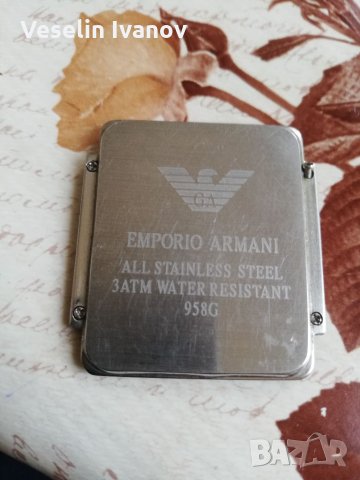 Veselin Ivanov
GA
EMPORIO ARMANI
ALL STAINLESS STEEL
3ATM WATER RESISTANT
958G
BAZAR